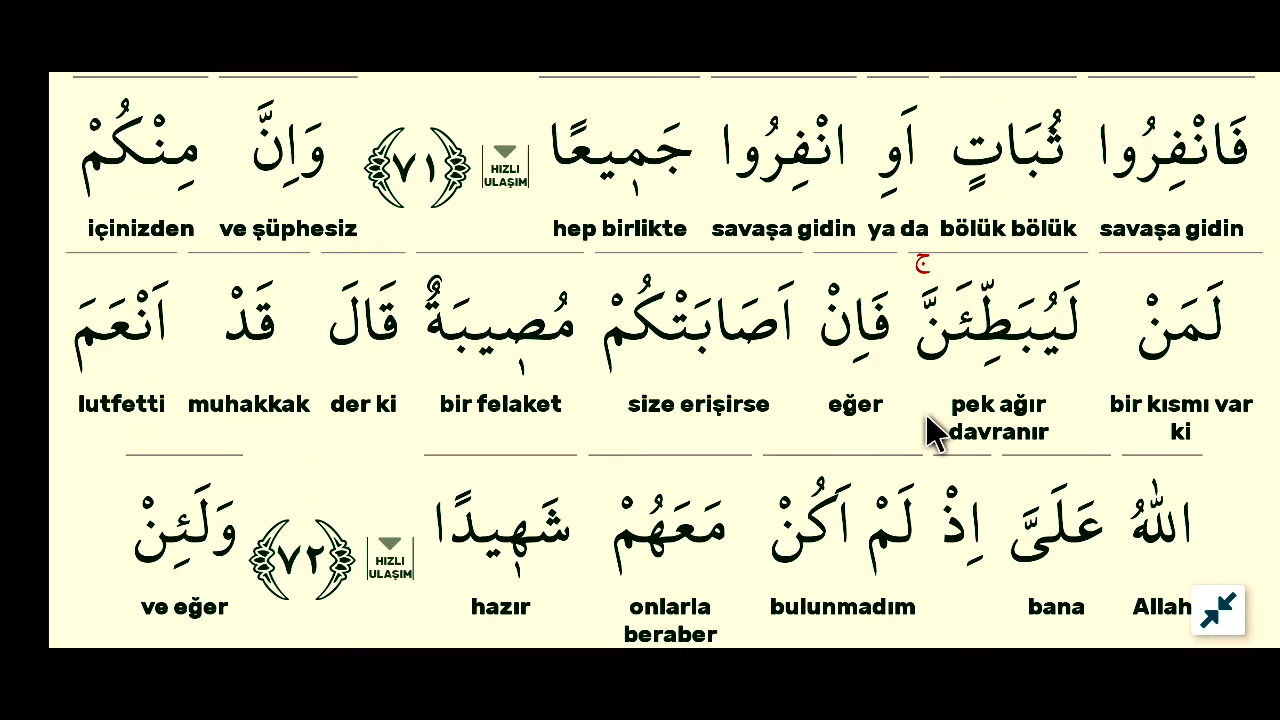 فَانْفِرُوا ثُبَاتٍ اَوِ انْفِرُوا جَمٖيعًا HIZLI ULAŞIM ﴿٧١﴾ وَاِنَّ مِنْكُمْ
savaşa gidin bölük bölük ya da savaşa gidin hep birlikte ve şüphesiz içinizden
لَمَنْ لَيُبَطِّئَنَّۚ فَاِنْ اَصَابَتْكُمْ مُصٖيبَةٌ قَالَ قَدْ اَنْعَمَ
bir kısmı var ki pek ağır davranır eğer size erişirse bir felaket der ki muhakkak lutfetti
اللّٰهُ عَلَىَّ اِذْ لَمْ اَكُنْ مَعَهُمْ شَهٖيدًا HIZLI ULAŞIM ﴿٧٢﴾ وَلَئِنْ
Allah bana bulunmadım onlarla beraber hazır ve eğer